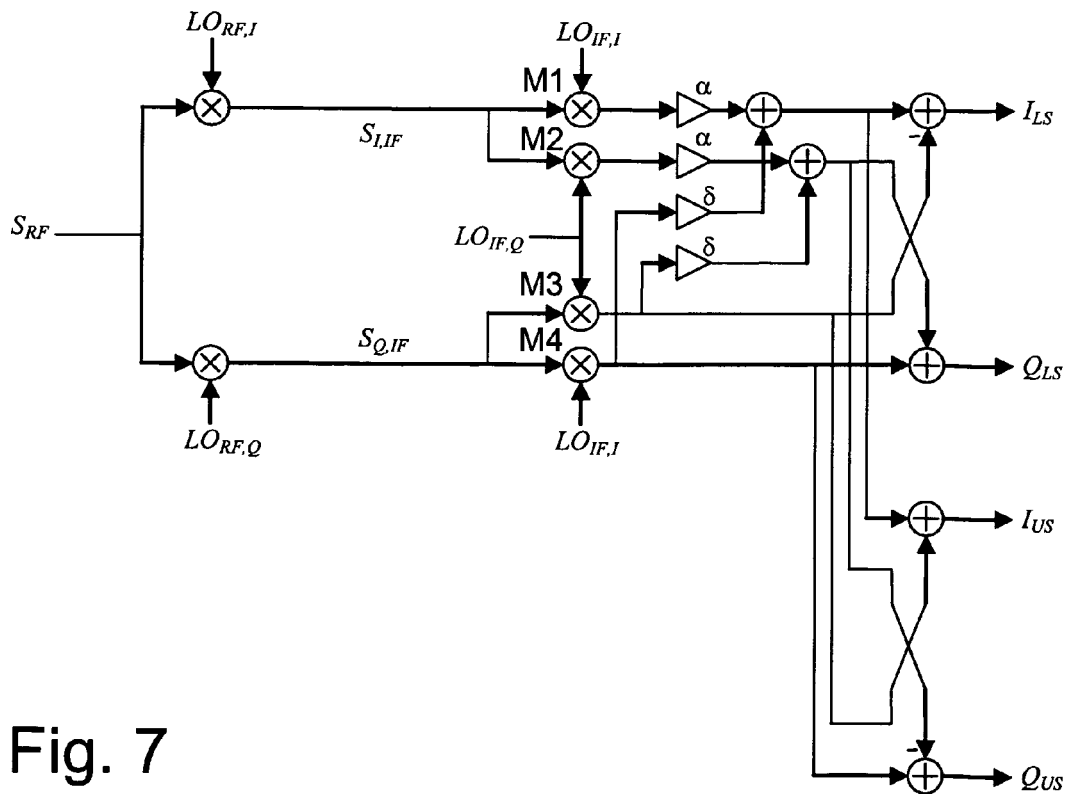 LO_RF,I
LO_IF,I
M1
α
I_LS
S_I,IF
M2
α
-
δ
S_RF
LO_IF,Q
δ
M3
S_Q,IF
M4
Q_LS
LO_RF,Q
LO_IF,I
I_US
-
Fig. 7
Q_US